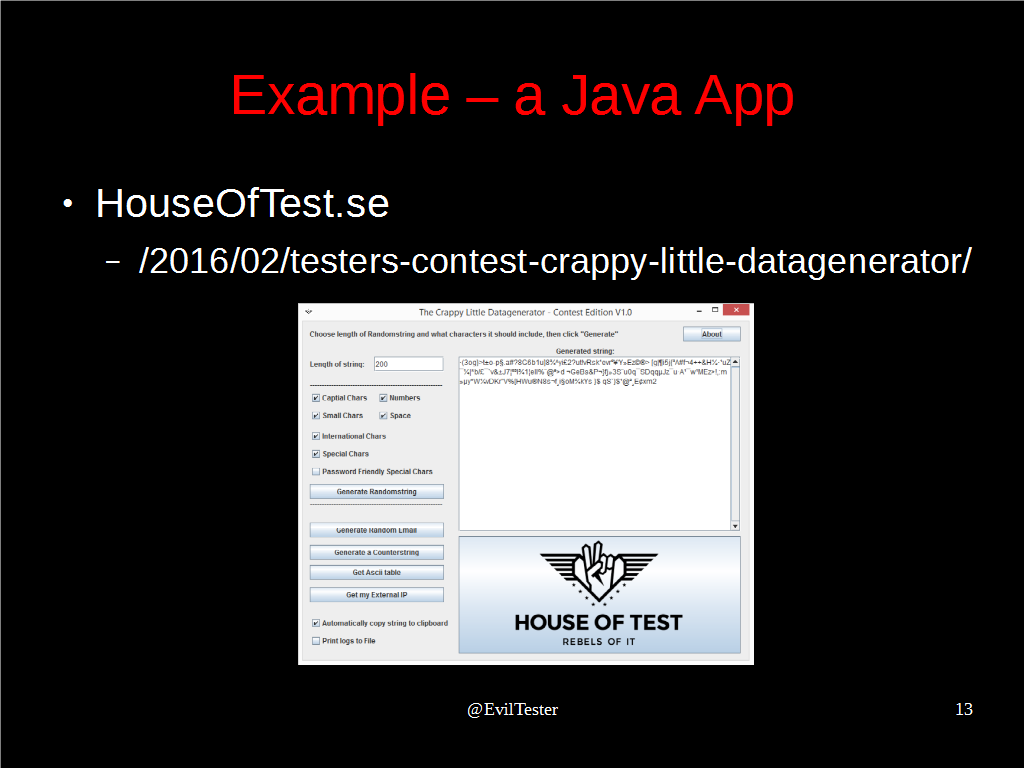 Example – a Java App
• HouseOfTest.se
– /2016/02/testers-contest-crappy-little-datagenerator/
The Crappy Little Datagenerator - Contest Edition V1.0
Choose length of Randomstring and what characters it should include, then click "Generate"
About
Generated string:
Length of string:
200
Captial Chars
Numbers
Small Chars
Space
International Chars
Special Chars
Password Friendly Special Chars
Generate Randomstring
Generate Random Email
Generate a Counterstring
Get Ascii table
Get my External IP
Automatically copy string to clipboard
Print logs to File
HOUSE OF TEST
REBELS OF IT
@EvilTester
13